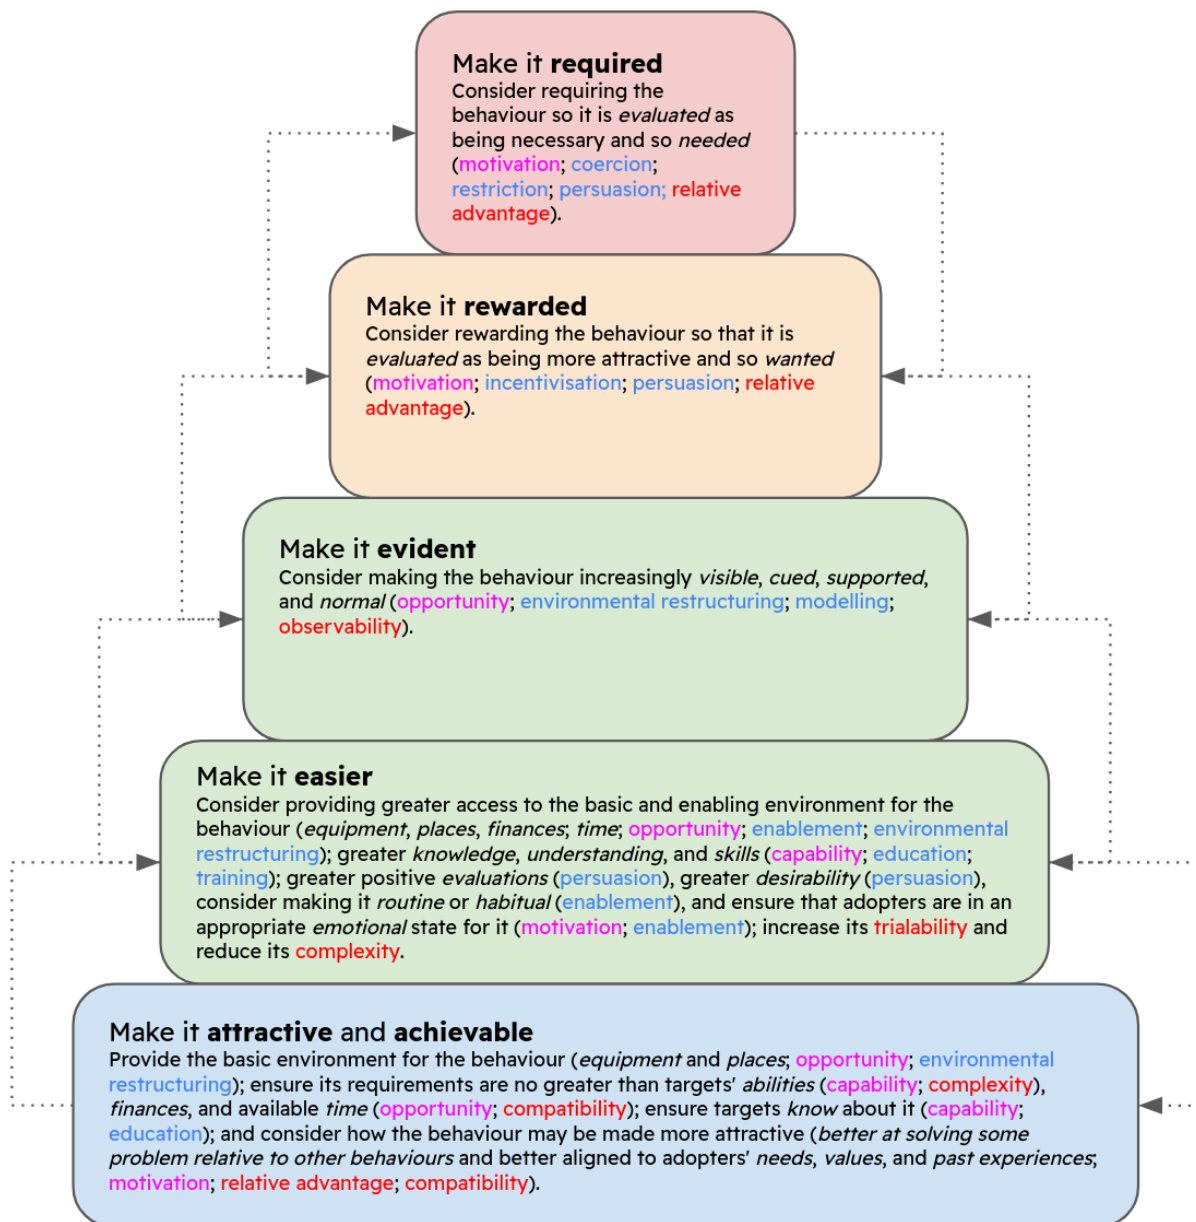 Make it required
Consider requiring the
behaviour so it is evaluated as
being necessary and so needed
(motivation; coercion;
restriction; persuasion; relative
advantage).
Make it rewarded
Consider rewarding the behaviour so that it is
evaluated as being more attractive and so wanted
(motivation; incentivisation; persuasion; relative
advantage).
Make it evident
Consider making the behaviour increasingly visible, cued, supported,
and normal (opportunity; environmental restructuring; modelling;
observability).
Make it easier
Consider providing greater access to the basic and enabling environment for the
behaviour (equipment, places, finances; time; opportunity; enablement; environmental
restructuring); greater knowledge, understanding, and skills (capability; education;
training); greater positive evaluations (persuasion), greater desirability (persuasion),
consider making it routine or habitual (enablement), and ensure that adopters are in an
appropriate emotional state for it (motivation; enablement); increase its trialability and
reduce its complexity.
Make it attractive and achievable
Provide the basic environment for the behaviour (equipment and places; opportunity; environmental
restructuring); ensure its requirements are no greater than targets' abilities (capability; complexity),
finances, and available time (opportunity; compatibility); ensure targets know about it (capability;
education); and consider how the behaviour may be made more attractive (better at solving some
problem relative to other behaviours and better aligned to adopters' needs, values, and past experiences;
motivation; relative advantage; compatibility).